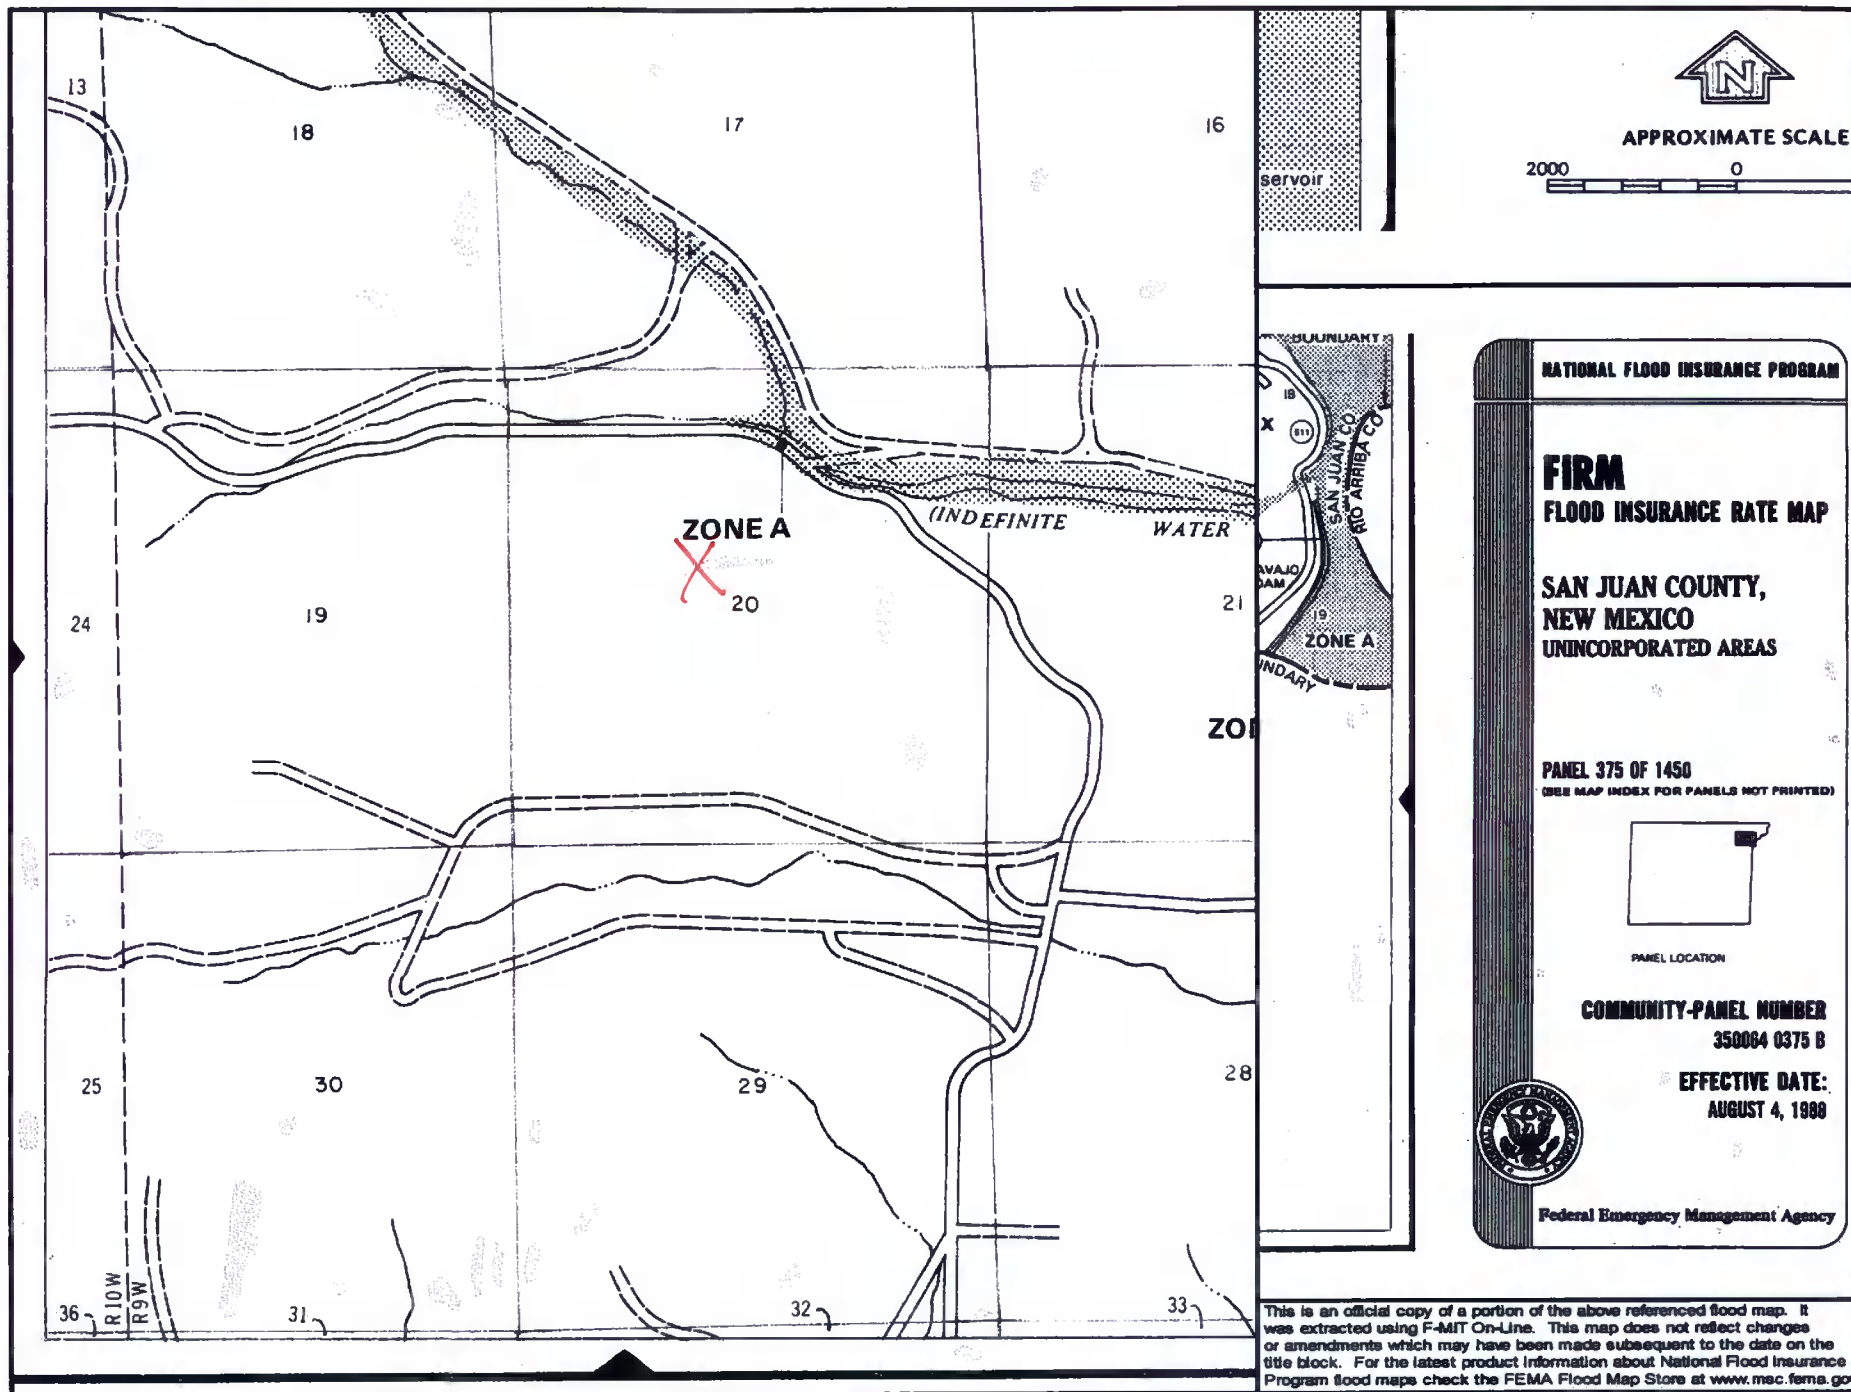 13
18
17
16
servoir
N
APPROXIMATE SCALE
2000 0
BOUNDARY
19
X
511
SAN JUAN CO
RIO ARRIBA CO
AVAJO
DAM
19
ZONE A
UNDARY
(INDEFINITE WATER
ZONE A
24
19
20
21
ZO
25
30
29
28
R10W
R9W
36
31
32
33
NATIONAL FLOOD INSURANCE PROGRAM
FIRM
FLOOD INSURANCE RATE MAP
SAN JUAN COUNTY,
NEW MEXICO
UNINCORPORATED AREAS
PANEL 375 OF 1450
(SEE MAP INDEX FOR PANELS NOT PRINTED)
PANEL LOCATION
COMMUNITY-PANEL NUMBER
350064 0375 B
EFFECTIVE DATE:
AUGUST 4, 1988
Federal Emergency Management Agency
This is an official copy of a portion of the above referenced flood map. It
was extracted using F-MIT On-Line. This map does not reflect changes
or amendments which may have been made subsequent to the date on the
title block. For the latest product information about National Flood Insurance
Program flood maps check the FEMA Flood Map Store at www.msc.fema.go